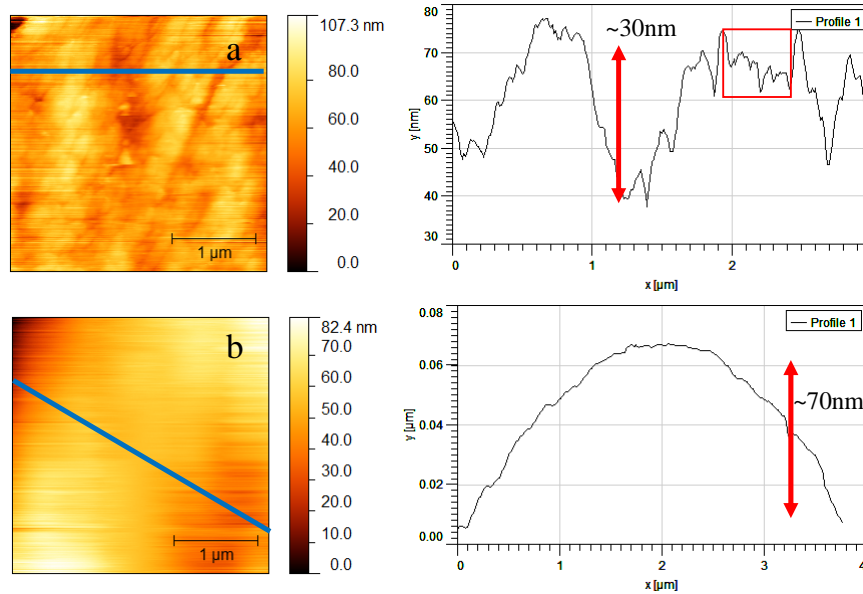 a
107.3 nm
80.0
60.0
40.0
20.0
0.0
1 µm
80
70
60
50
40
30
y [nm]
0
1
2
x [µm]
Profile 1
~30nm
b
82.4 nm
70.0
60.0
50.0
40.0
30.0
20.0
10.0
0.0
1 µm
0.08
0.06
0.04
0.02
0.00
y [µm]
0
1
2
3
4
x [µm]
Profile 1
~70nm